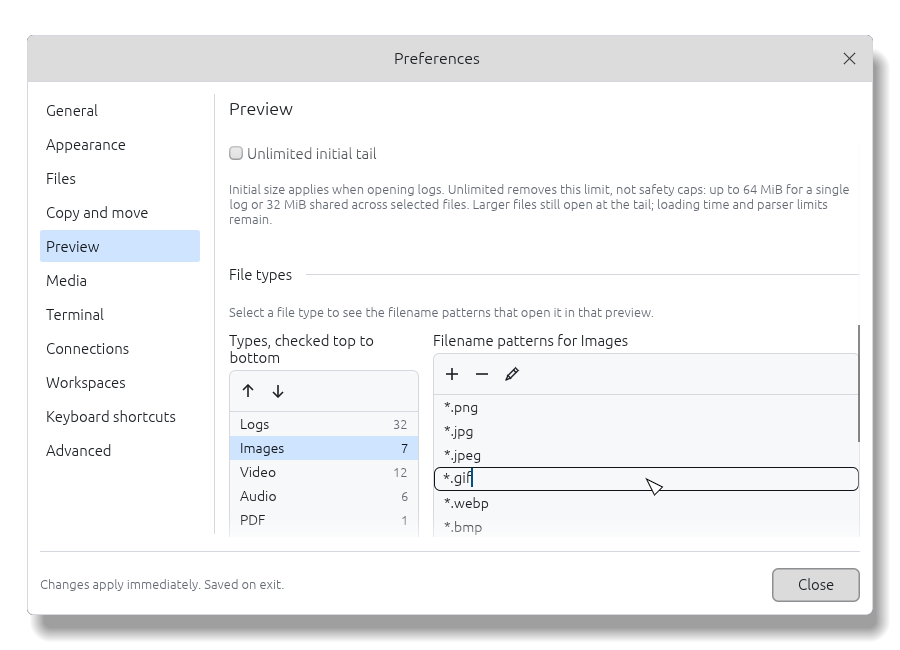 Preferences
General
Appearance
Files
Copy and move
Preview
Media
Terminal
Connections
Workspaces
Keyboard shortcuts
Advanced
Preview
Unlimited initial tail
Initial size applies when opening logs. Unlimited removes this limit, not safety caps: up to 64 MiB for a single
log or 32 MiB shared across selected files. Larger files still open at the tail; loading time and parser limits
remain.
File types
Select a file type to see the filename patterns that open it in that preview.
Types, checked top to
bottom
Logs 32
Images 7
Video 12
Audio 6
PDF 1
Filename patterns for Images
*.png
*.jpg
*.jpeg
*.gif
*.webp
*.bmp
Changes apply immediately. Saved on exit.
Close